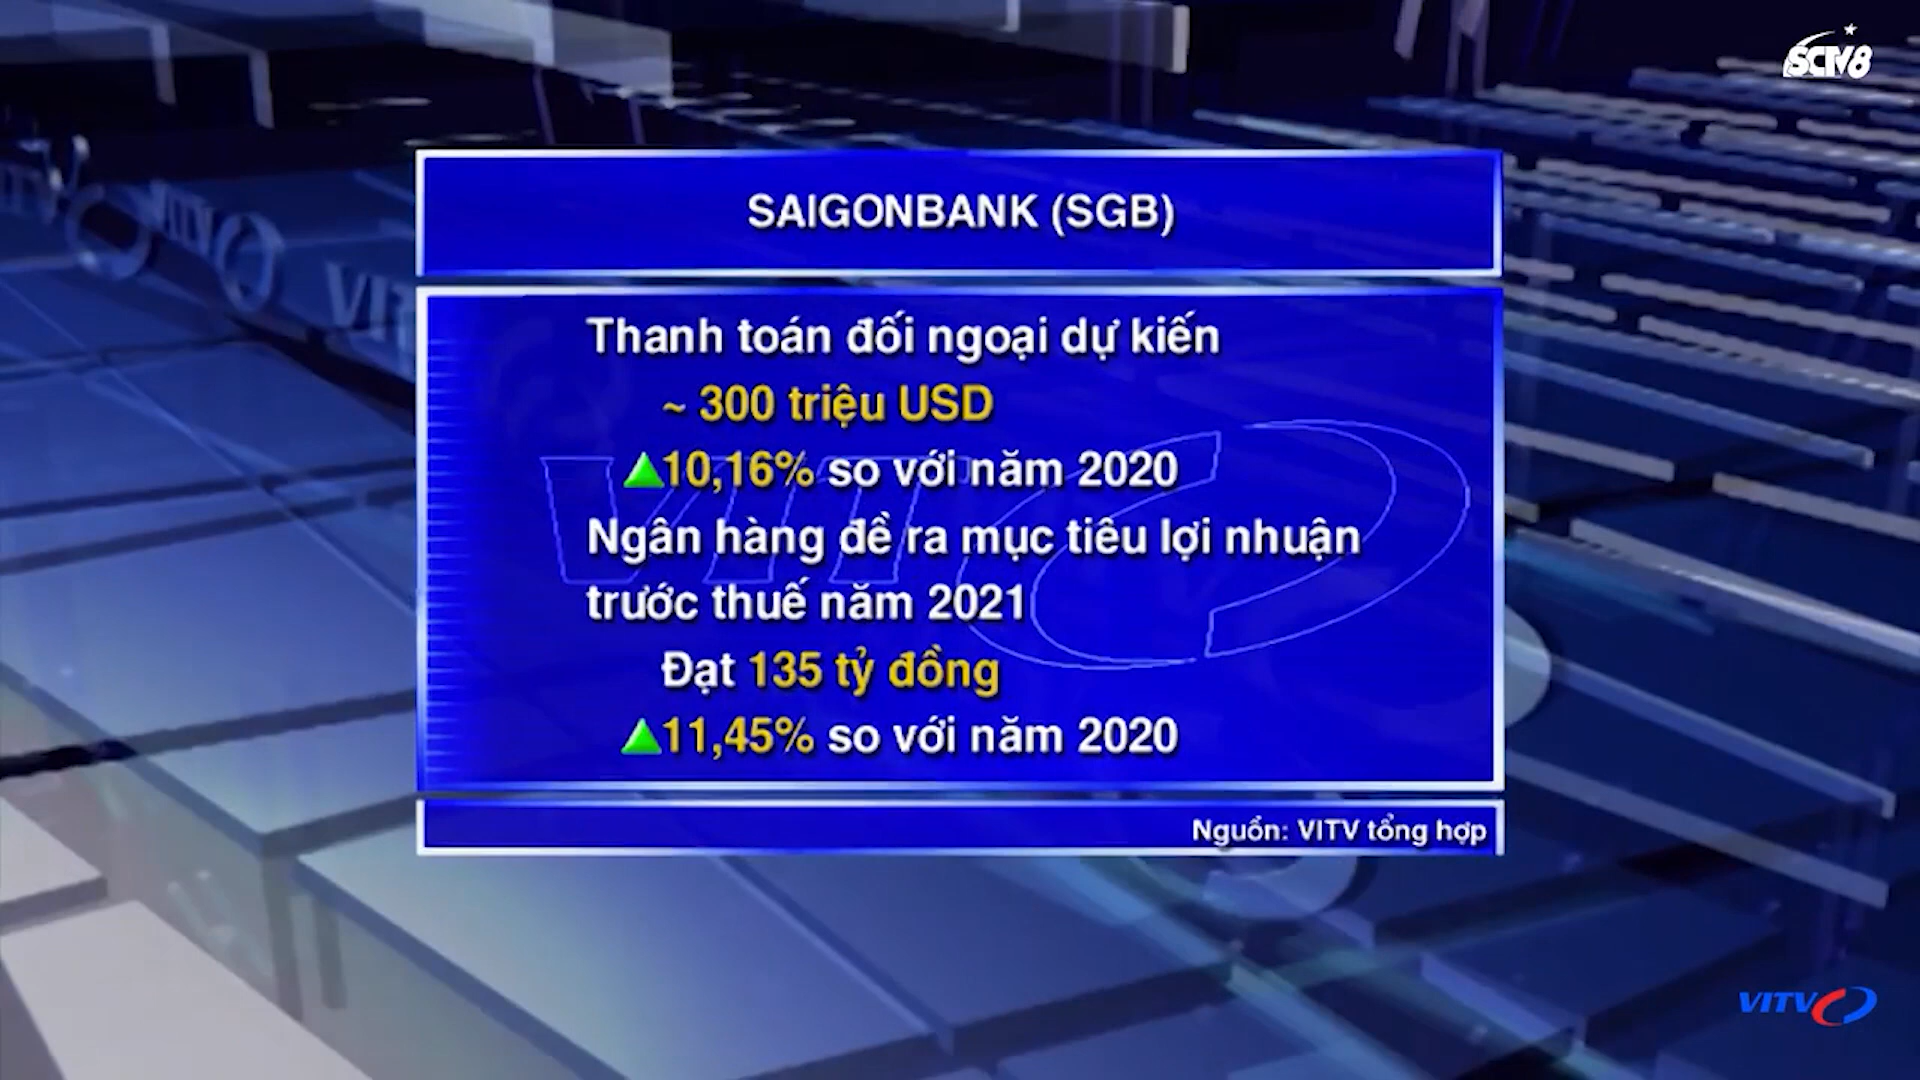 SCTV8
SAIGONBANK (SGB)
Thanh toán đối ngoại dự kiến
~ 300 triệu USD
▲10,16% so với năm 2020
Ngân hàng đề ra mục tiêu lợi nhuận
trước thuế năm 2021
Đạt 135 tỷ đồng
▲11,45% so với năm 2020
Nguồn: VITV tổng hợp
VITV